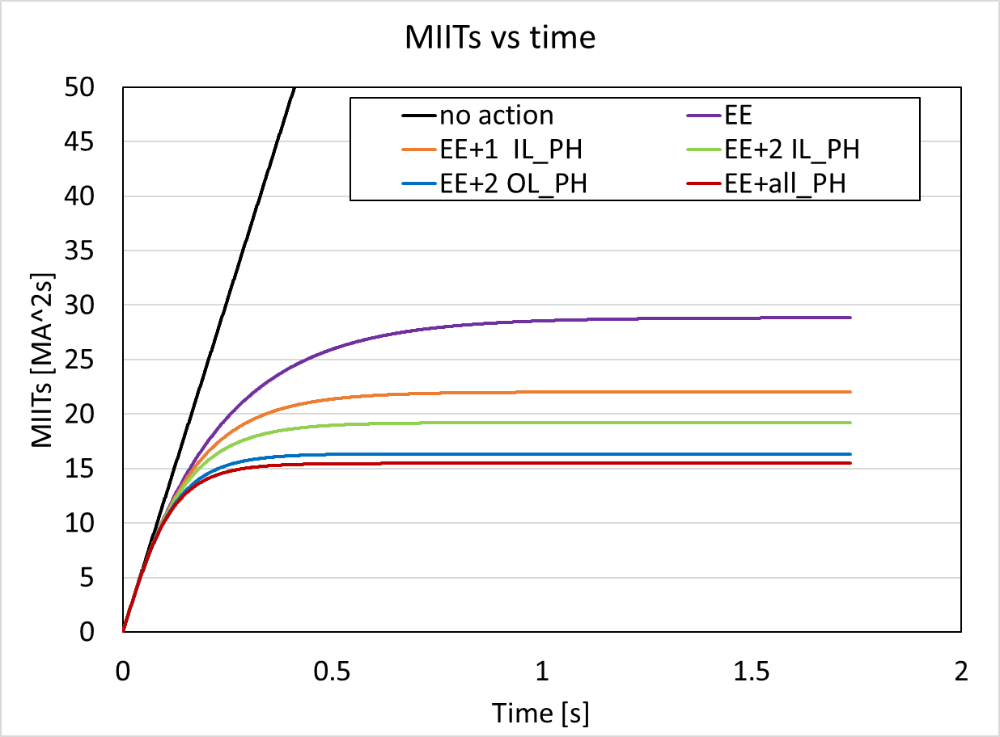 MIITs vs time
50
45
40
35
30
25
20
15
10
5
0
MIITs [MA^2s]
no action
EE
EE+1  IL_PH
EE+2 IL_PH
EE+2 OL_PH
EE+all_PH
0
0.5
1
1.5
2
Time [s]